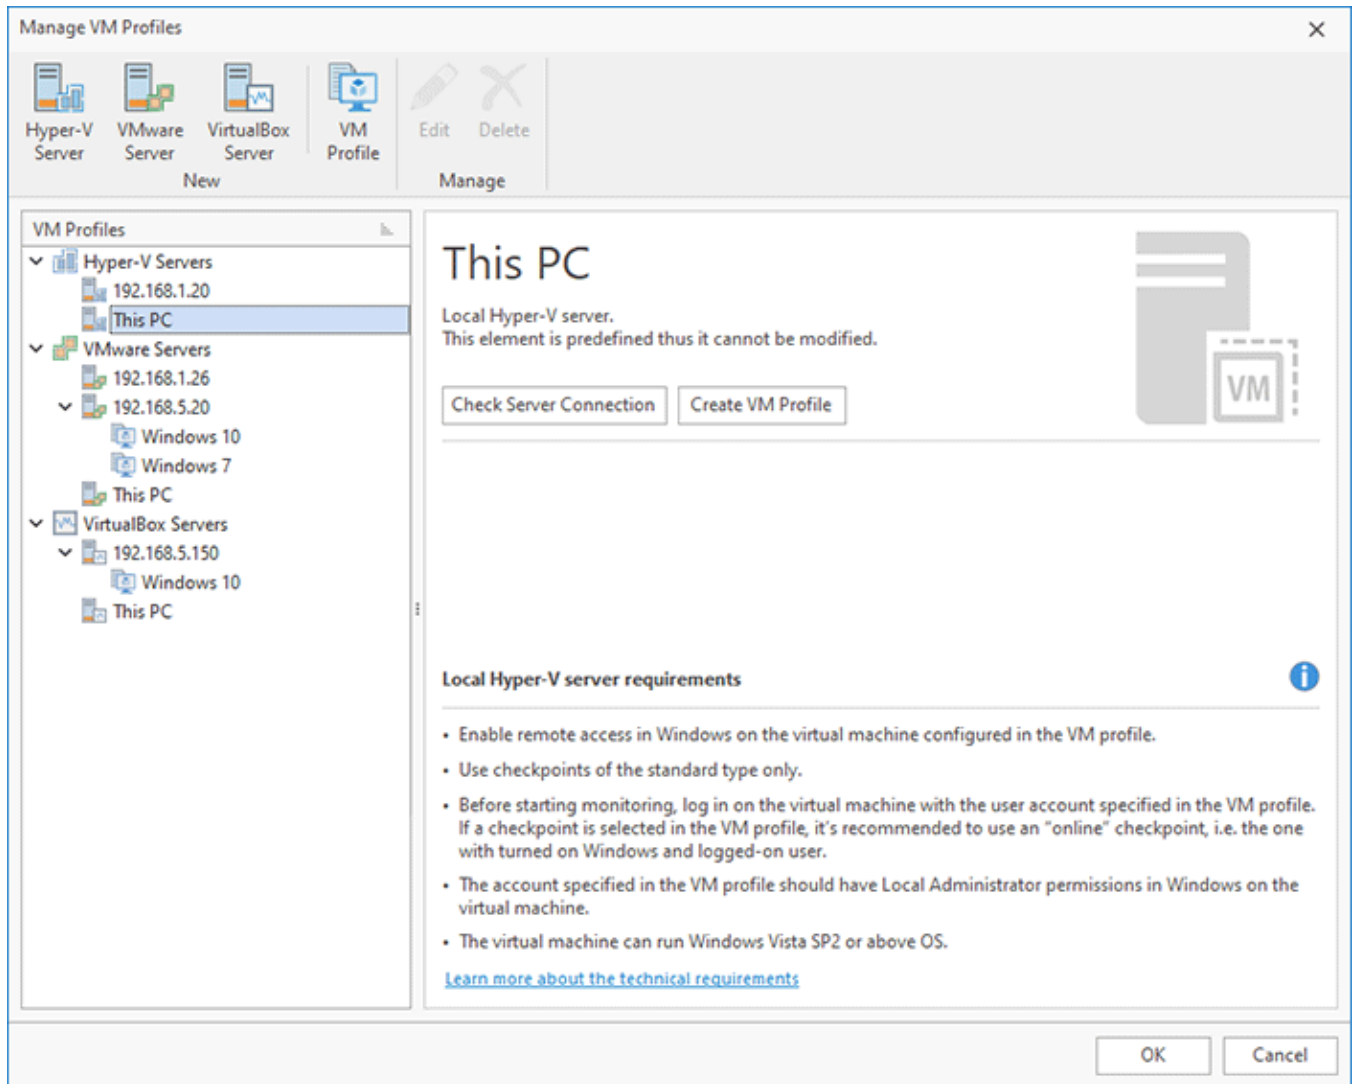 Manage VM Profiles
Hyper-V Server
VMware Server
VirtualBox Server
VM Profile
Edit
Delete
New
Manage
VM Profiles
Hyper-V Servers
192.168.1.20
This PC
VMware Servers
192.168.1.26
192.168.5.20
Windows 10
Windows 7
This PC
VirtualBox Servers
192.168.5.150
Windows 10
This PC
This PC
Local Hyper-V server.
This element is predefined thus it cannot be modified.
Check Server Connection
Create VM Profile
VM
Local Hyper-V server requirements
• Enable remote access in Windows on the virtual machine configured in the VM profile.
• Use checkpoints of the standard type only.
• Before starting monitoring, log in on the virtual machine with the user account specified in the VM profile.
If a checkpoint is selected in the VM profile, it's recommended to use an "online" checkpoint, i.e. the one
with turned on Windows and logged-on user.
• The account specified in the VM profile should have Local Administrator permissions in Windows on the
virtual machine.
• The virtual machine can run Windows Vista SP2 or above OS.
Learn more about the technical requirements
OK
Cancel